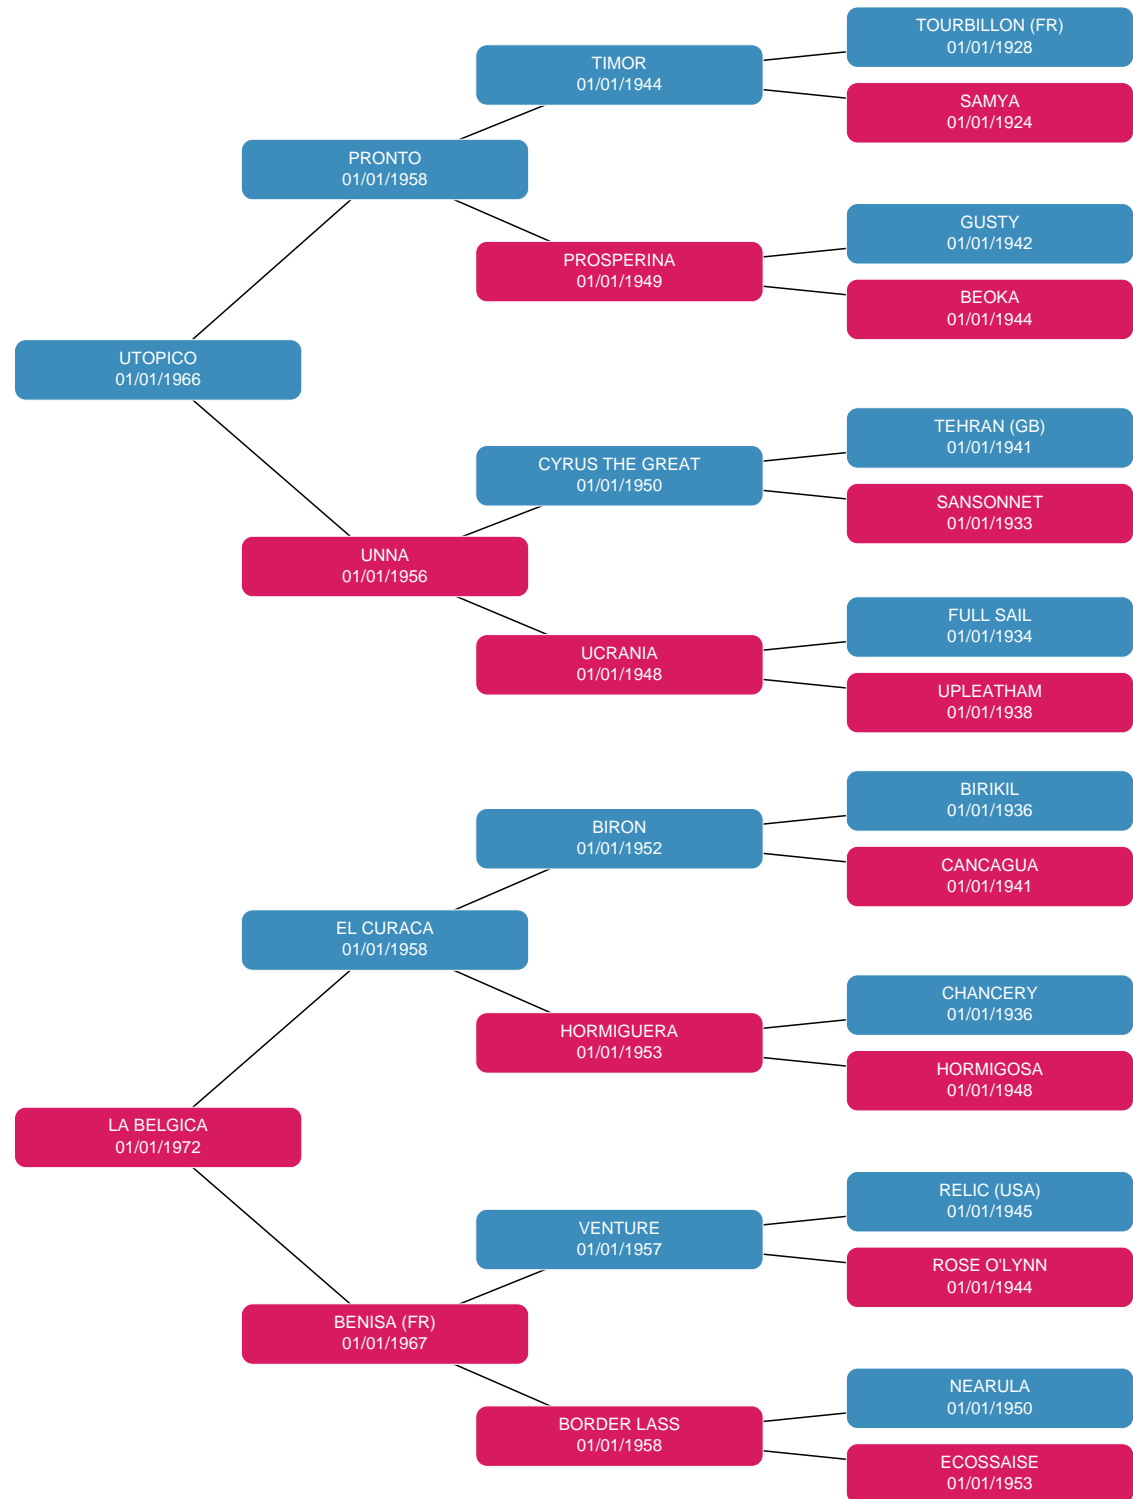 TOURBILLON (FR)
01/01/1928
TIMOR
01/01/1944
SAMYA
01/01/1924
PRONTO
01/01/1958
GUSTY
01/01/1942
PROSPERINA
01/01/1949
BEOKA
01/01/1944
UTOPICO
01/01/1966
TEHRAN (GB)
01/01/1941
CYRUS THE GREAT
01/01/1950
SANSONNET
01/01/1933
UNNA
01/01/1956
FULL SAIL
01/01/1934
UCRANIA
01/01/1948
UPLEATHAM
01/01/1938
BIRIKIL
01/01/1936
BIRON
01/01/1952
CANCAGUA
01/01/1941
EL CURACA
01/01/1958
CHANCERY
01/01/1936
HORMIGUERA
01/01/1953
HORMIGOSA
01/01/1948
LA BELGICA
01/01/1972
RELIC (USA)
01/01/1945
VENTURE
01/01/1957
ROSE O'LYNN
01/01/1944
BENISA (FR)
01/01/1967
NEARULA
01/01/1950
BORDER LASS
01/01/1958
ECOSSAISE
01/01/1953